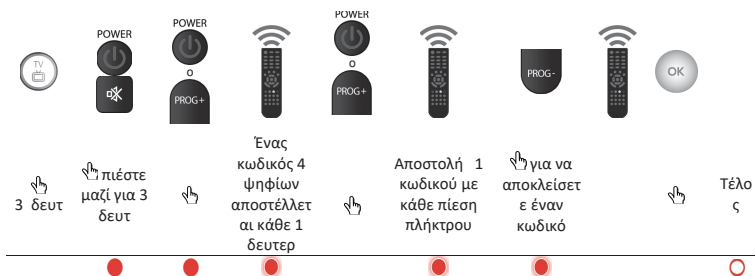 POWER
POWER
POWER
TV
o
o
PROG+
PROG+
PROG-
OK
3 δευτ
πιέστε
μαζί για 3
δευτ
Ένας
κωδικός 4
ψηφίων
αποστέλλετ
αι κάθε 1
δευτερ
Αποστολή 1
κωδικού με
κάθε πίεση
πλήκτρου
για να
αποκλείσετ
ε έναν
κωδικό
Τέλο
ς